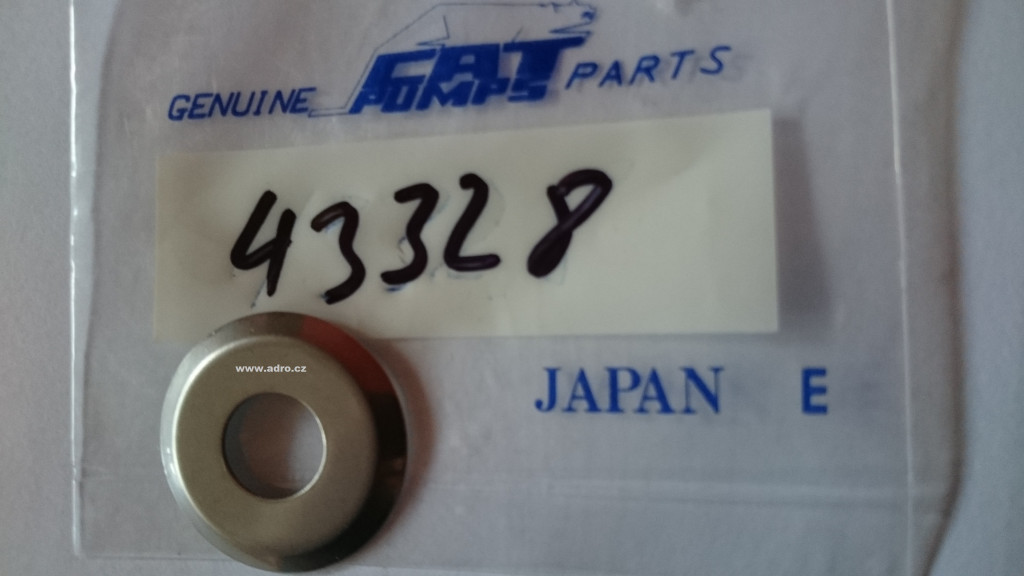 GENUINE CAT PUMPS PARTS
43328
www.adro.cz
JAPAN E